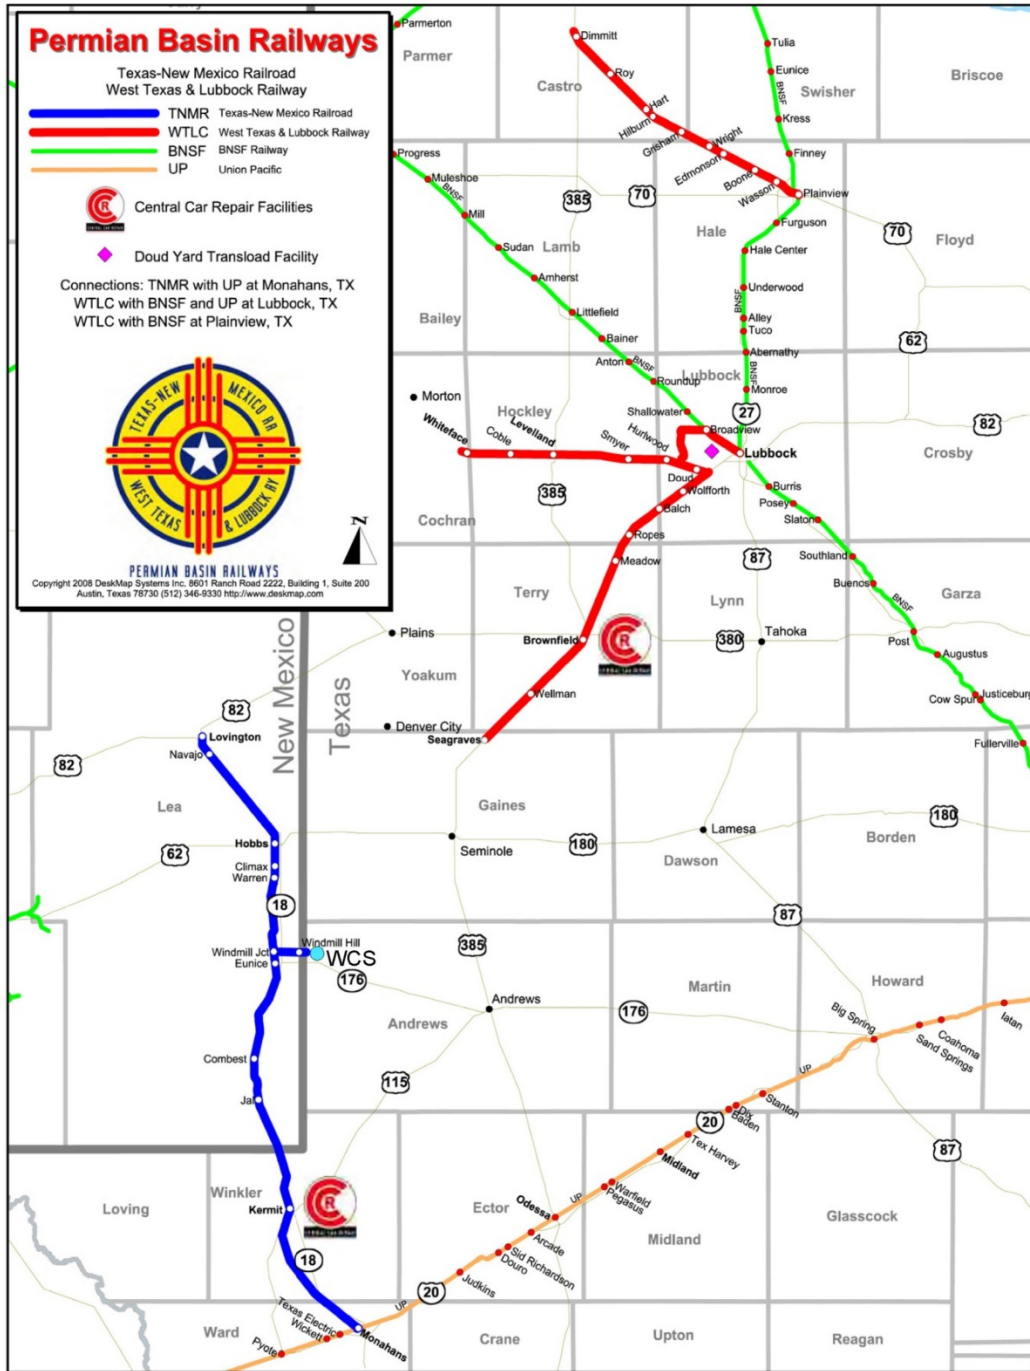 Permian Basin Railways
Texas-New Mexico Railroad
West Texas & Lubbock Railway
TNMR Texas-New Mexico Railroad
WTLC West Texas & Lubbock Railway
BNSF BNSF Railway
UP Union Pacific
Central Car Repair Facilities
Doud Yard Transload Facility
Connections: TNMR with UP at Monahans, TX
WTLC with BNSF and UP at Lubbock, TX
WTLC with BNSF at Plainview, TX
TEXAS-NEW MEXICO RR
WEST TEXAS & LUBBOCK RY
PERMIAN BASIN RAILWAYS
N
Copyright 2008 DeskMap Systems Inc. 8601 Ranch Road 2222, Building 1, Suite 200
Austin, Texas 78730 (512) 346-9330 http://www.deskmap.com
Parmerton
Parmer
Dimmitt
Roy
Castro
Hart
Hilburn
Grisham
Wright
Edmonson
Boone
Wasson
Plainview
Tulia
Eunice
BNSF
Swisher
Kress
Finney
Briscoe
Progress
Muleshoe
BNSF
Mill
Sudan
Lamb
Amherst
Littlefield
Bainer
Anton
BNSF
Roundup
Shallowater
385
70
Hale
Furguson
70
Floyd
Hale Center
Underwood
BNSF
Alley
Tuco
Abernathy
BNSF
Monroe
Bailey
62
Lubbock
27
Morton
Hockley
Whiteface
Coble
Levelland
Smyer
Hurlwood
Broadview
Lubbock
82
Crosby
Doud
Wolfforth
Balch
Ropes
Meadow
385
Cochran
Burris
Posey
Slaton
Southland
Buenos
BNSF
Garza
87
Terry
Lynn
Plains
Brownfield
380
Tahoka
Post
Augustus
Justiceburg
Cow Spur
Fullerville
Yoakum
Wellman
Denver City
Seagraves
New Mexico
Texas
82
Lovington
Navajo
82
Lea
Gaines
Hobbs
62
Climax
Warren
18
Seminole
180
Lamesa
180
Dawson
Borden
87
Windmill Jct
Windmill Hill
WCS
Eunice
176
385
Martin
Howard
Andrews
Andrews
176
Big Spring
Sand Springs
Coahoma
Iatan
UP
Combest
Jal
115
Stanton
Dix
Baden
20
Tex Harvey
Midland
87
Winkler
Loving
Kermit
Ector
Odessa
UP
Warfield
Pegasus
Midland
Glasscock
Arcade
Sid Richardson
Douro
Judkins
18
20
UP
Texas Electric
Wickett
Monahans
Ward
Pyote
Crane
Upton
Reagan